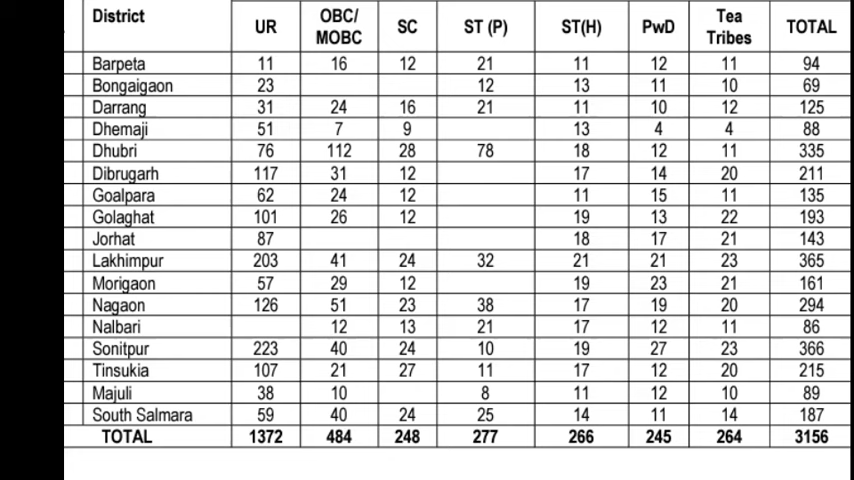 District UR OBC/ MOBC SC ST (P) ST(H) PwD Tea Tribes TOTAL
Barpeta 11 16 12 21 11 12 11 94
Bongaigaon 23 12 13 11 10 69
Darrang 31 24 16 21 11 10 12 125
Dhemaji 51 7 9 13 4 4 88
Dhubri 76 112 28 78 18 12 11 335
Dibrugarh 117 31 12 17 14 20 211
Goalpara 62 24 12 11 15 11 135
Golaghat 101 26 12 19 13 22 193
Jorhat 87 18 17 21 143
Lakhimpur 203 41 24 32 21 21 23 365
Morigaon 57 29 12 19 23 21 161
Nagaon 126 51 23 38 17 19 20 294
Nalbari 12 13 21 17 12 11 86
Sonitpur 223 40 24 10 19 27 23 366
Tinsukia 107 21 27 11 17 12 20 215
Majuli 38 10 8 11 12 10 89
South Salmara 59 40 24 25 14 11 14 187
TOTAL 1372 484 248 277 266 245 264 3156